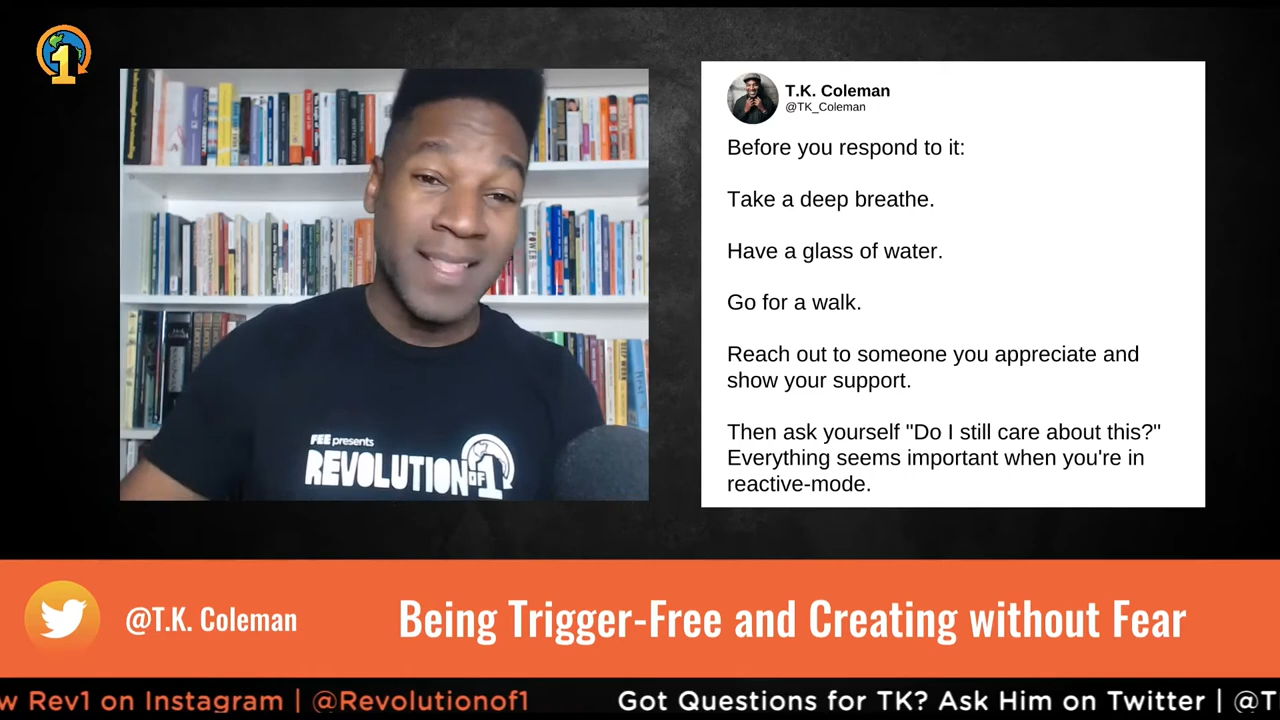 1
T.K. Coleman
@TK_Coleman
Before you respond to it:
Take a deep breathe.
Have a glass of water.
Go for a walk.
Reach out to someone you appreciate and
show your support.
Then ask yourself "Do I still care about this?"
Everything seems important when you're in
reactive-mode.
POWER
FEE presents
REVOLUTION OF 1
@T.K. Coleman
Being Trigger-Free and Creating without Fear
w Rev1 on Instagram | @Revolutionof1
Got Questions for TK? Ask Him on Twitter | @T